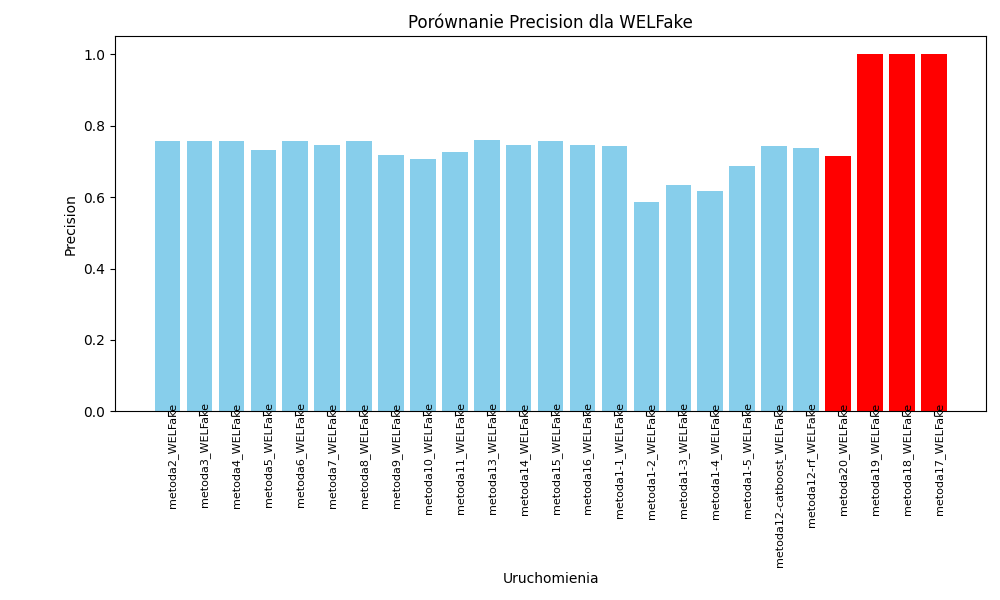 Porównanie Precision dla WELFake
Precision
1.0
0.8
0.6
0.4
0.2
0.0
metoda2_WELFake
metoda3_WELFake
metoda4_WELFake
metoda5_WELFake
metoda6_WELFake
metoda7_WELFake
metoda8_WELFake
metoda9_WELFake
metoda10_WELFake
metoda11_WELFake
metoda13_WELFake
metoda14_WELFake
metoda15_WELFake
metoda16_WELFake
metoda1-1_WELFake
metoda1-2_WELFake
metoda1-3_WELFake
metoda1-4_WELFake
metoda1-5_WELFake
metoda12-catboost_WELFake
metoda12-rf_WELFake
metoda20_WELFake
metoda19_WELFake
metoda18_WELFake
metoda17_WELFake
Uruchomienia